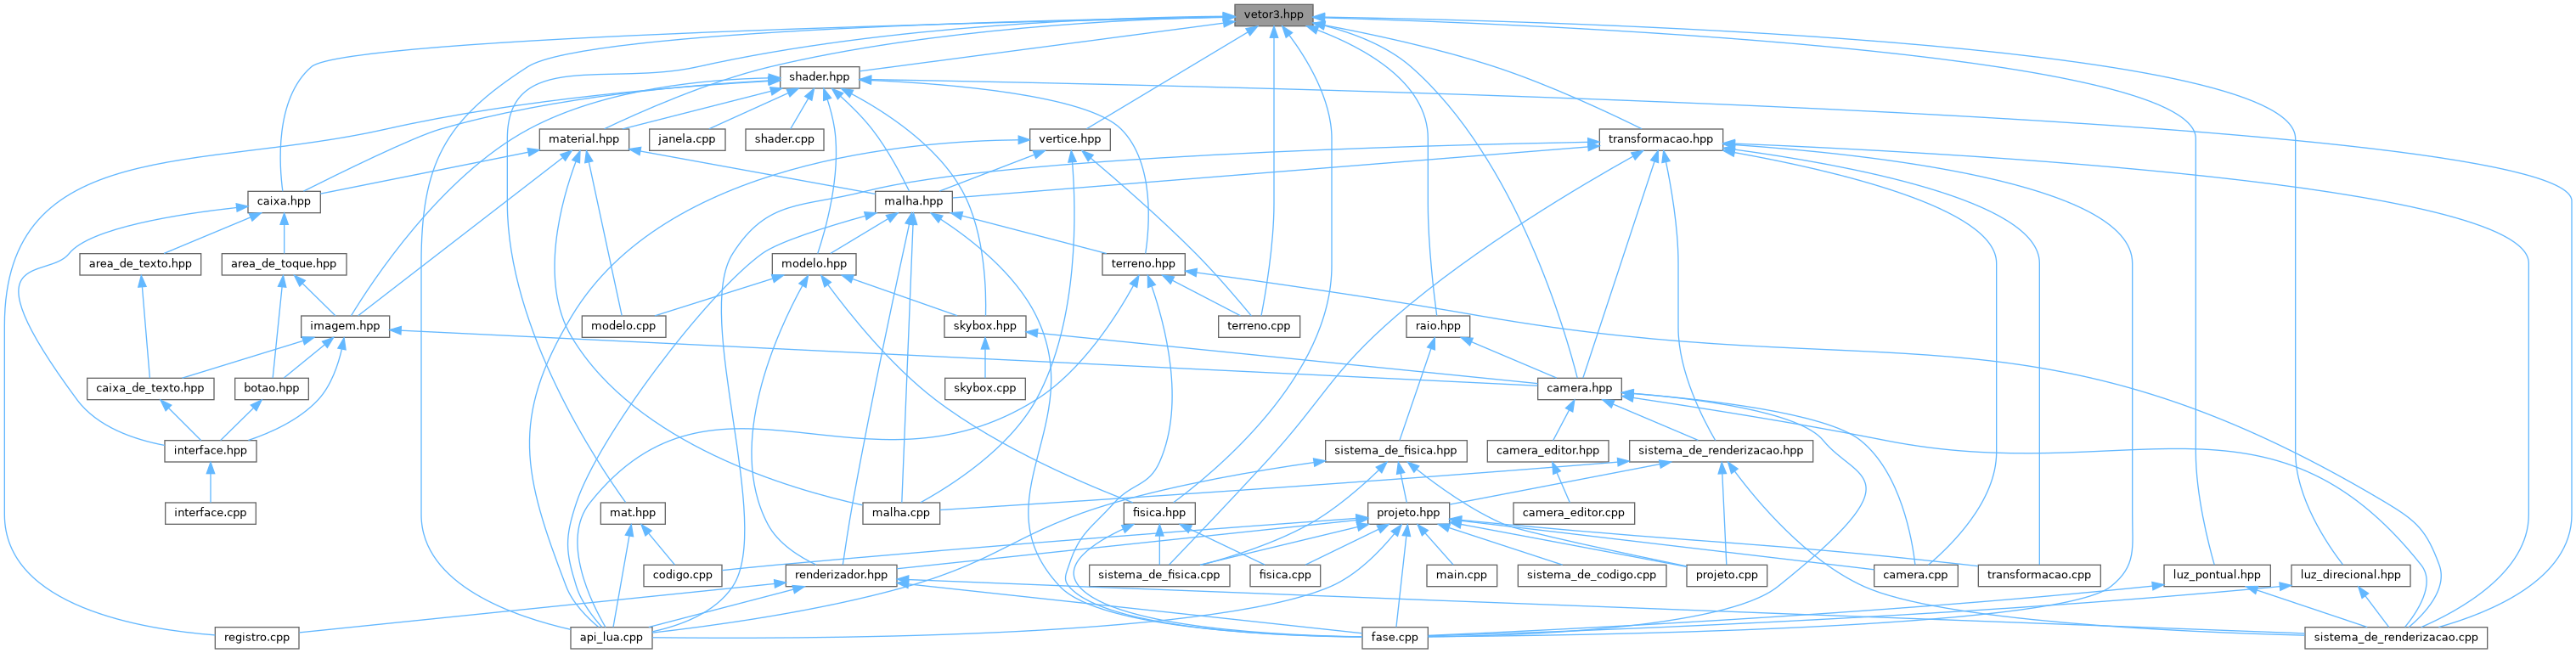 vetor3.hpp
shader.hpp
material.hpp
janela.cpp
shader.cpp
vertice.hpp
transformacao.hpp
caixa.hpp
malha.hpp
area_de_texto.hpp
area_de_toque.hpp
modelo.hpp
terreno.hpp
imagem.hpp
modelo.cpp
skybox.hpp
terreno.cpp
raio.hpp
caixa_de_texto.hpp
botao.hpp
skybox.cpp
camera.hpp
interface.hpp
sistema_de_fisica.hpp
camera_editor.hpp
sistema_de_renderizacao.hpp
interface.cpp
mat.hpp
malha.cpp
fisica.hpp
projeto.hpp
camera_editor.cpp
codigo.cpp
renderizador.hpp
sistema_de_fisica.cpp
fisica.cpp
main.cpp
sistema_de_codigo.cpp
projeto.cpp
camera.cpp
transformacao.cpp
luz_pontual.hpp
luz_direcional.hpp
registro.cpp
api_lua.cpp
fase.cpp
sistema_de_renderizacao.cpp